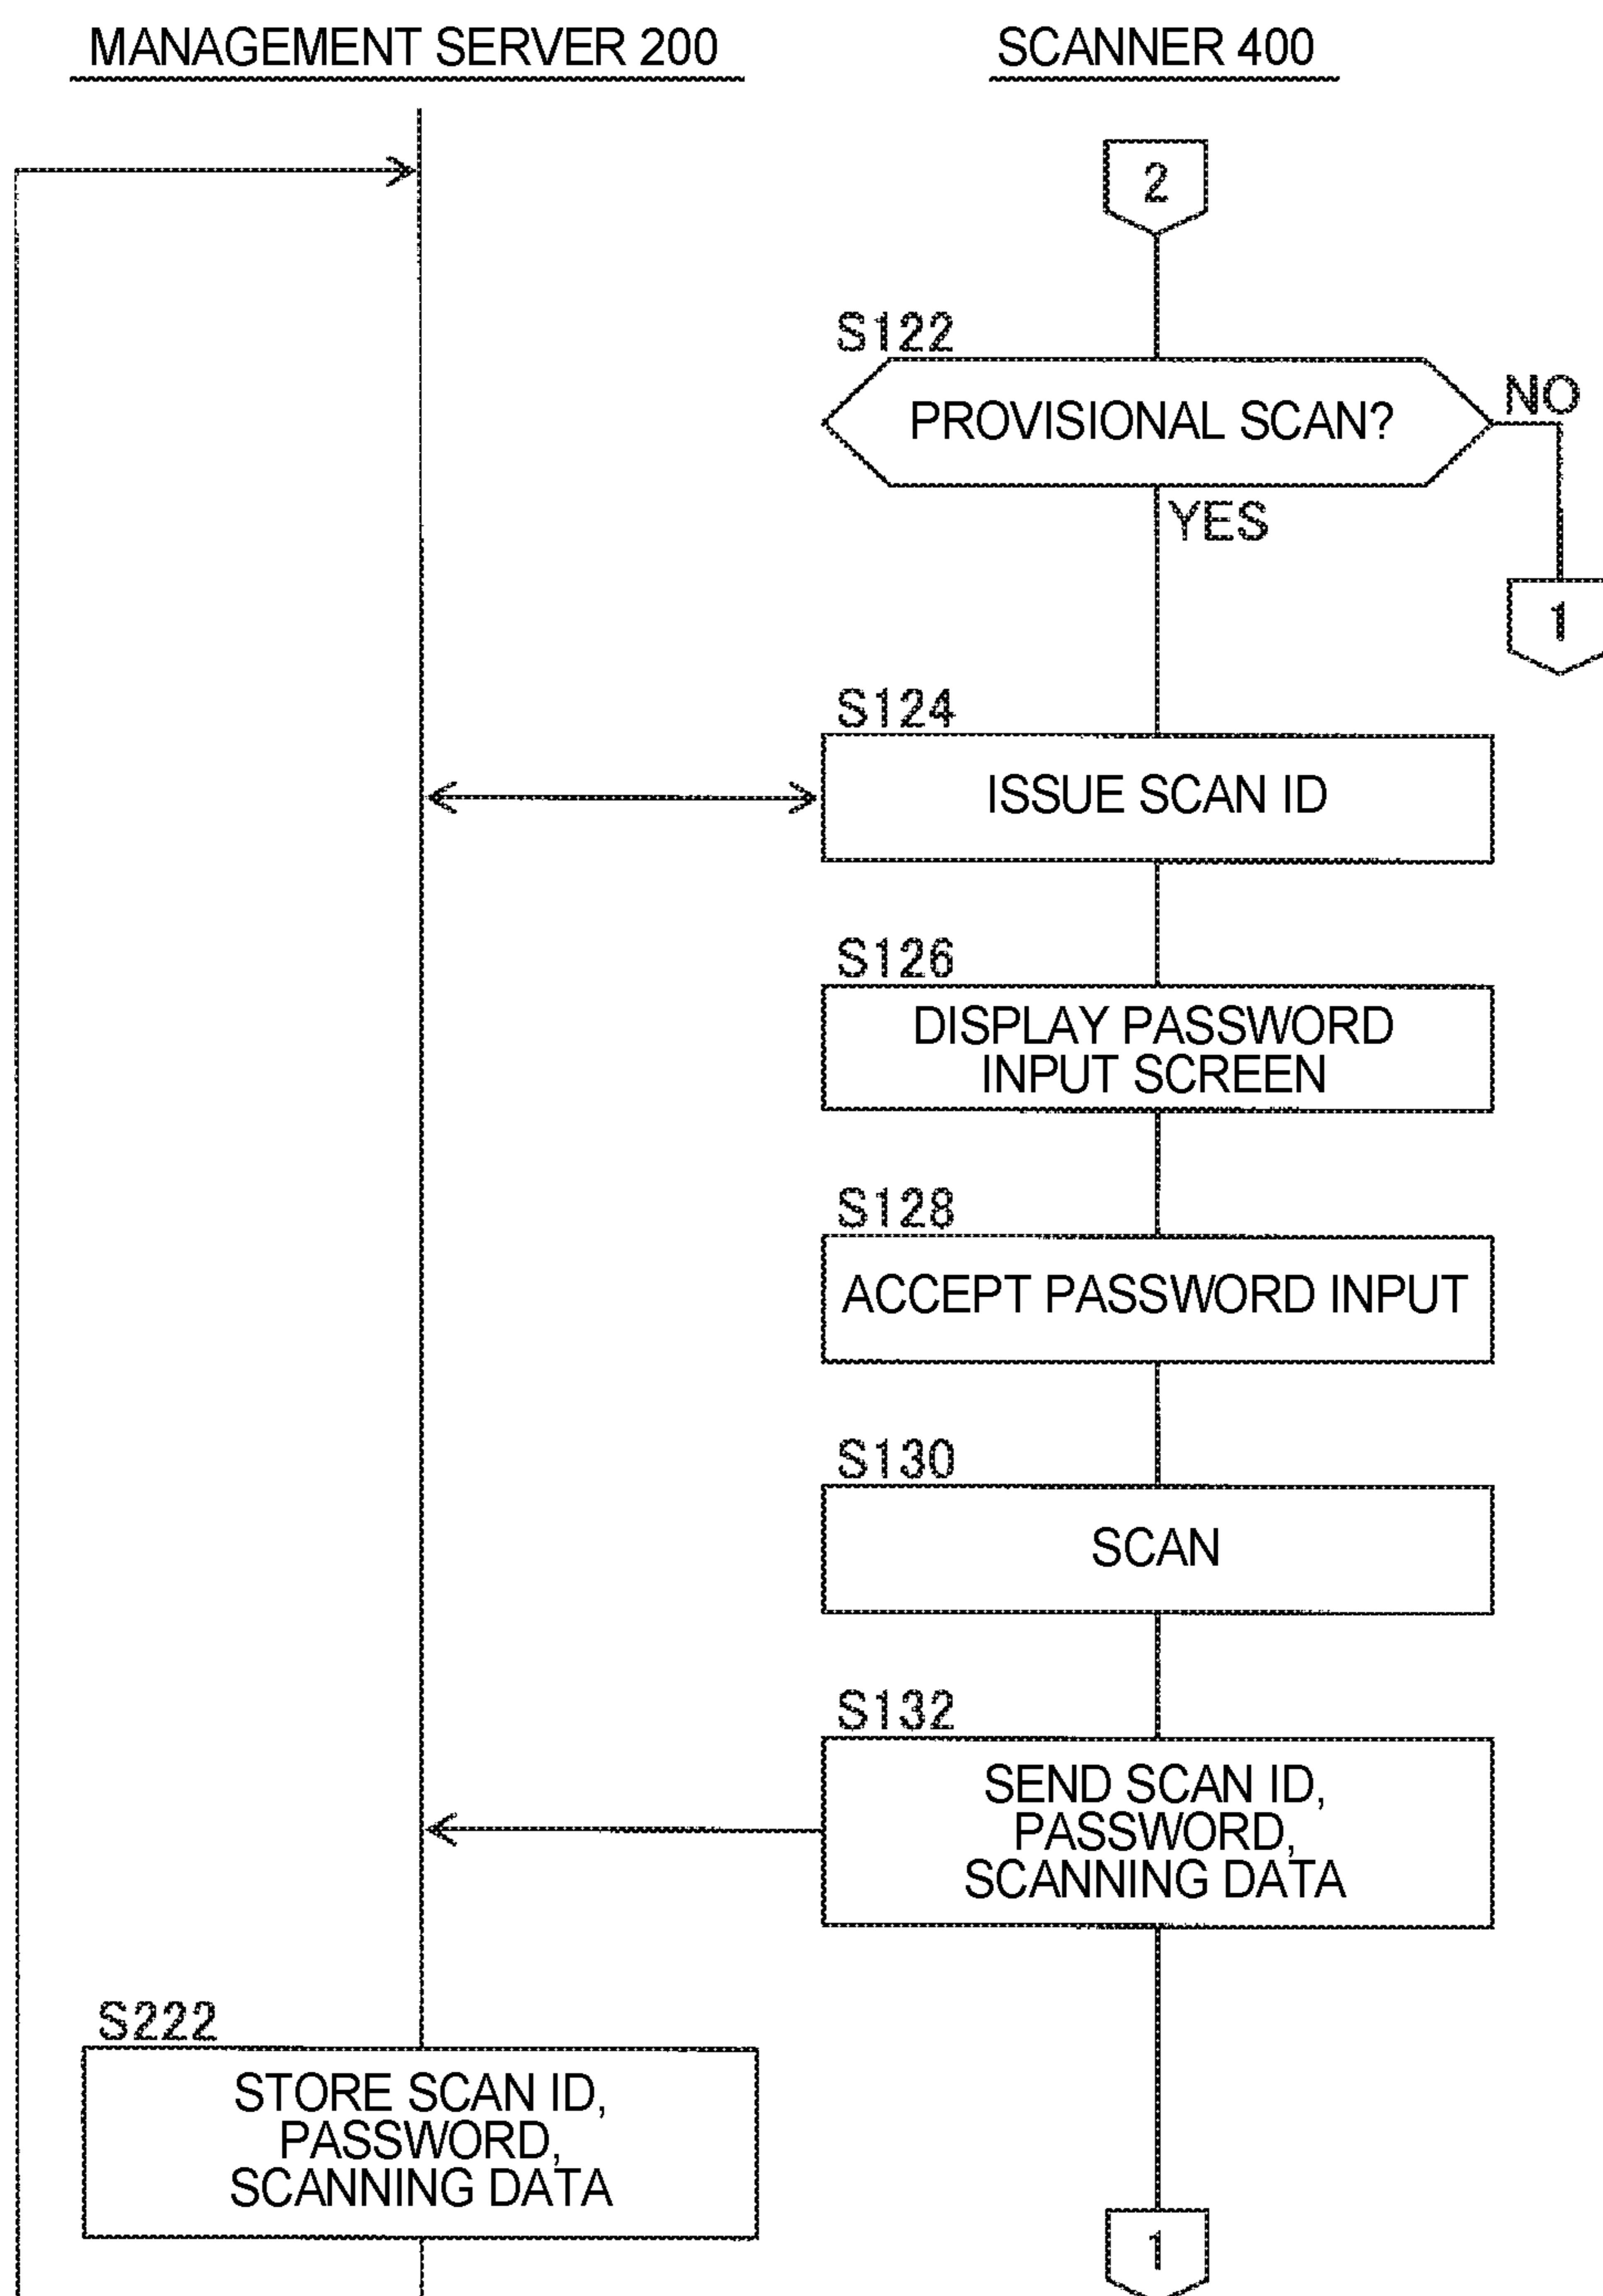 MANAGEMENT SERVER 200
SCANNER 400
2
S122
PROVISIONAL SCAN?
NO
YES
1
S124
ISSUE SCAN ID
S126
DISPLAY PASSWORD
INPUT SCREEN
S128
ACCEPT PASSWORD INPUT
S130
SCAN
S132
SEND SCAN ID,
PASSWORD,
SCANNING DATA
S222
STORE SCAN ID,
PASSWORD,
SCANNING DATA
1